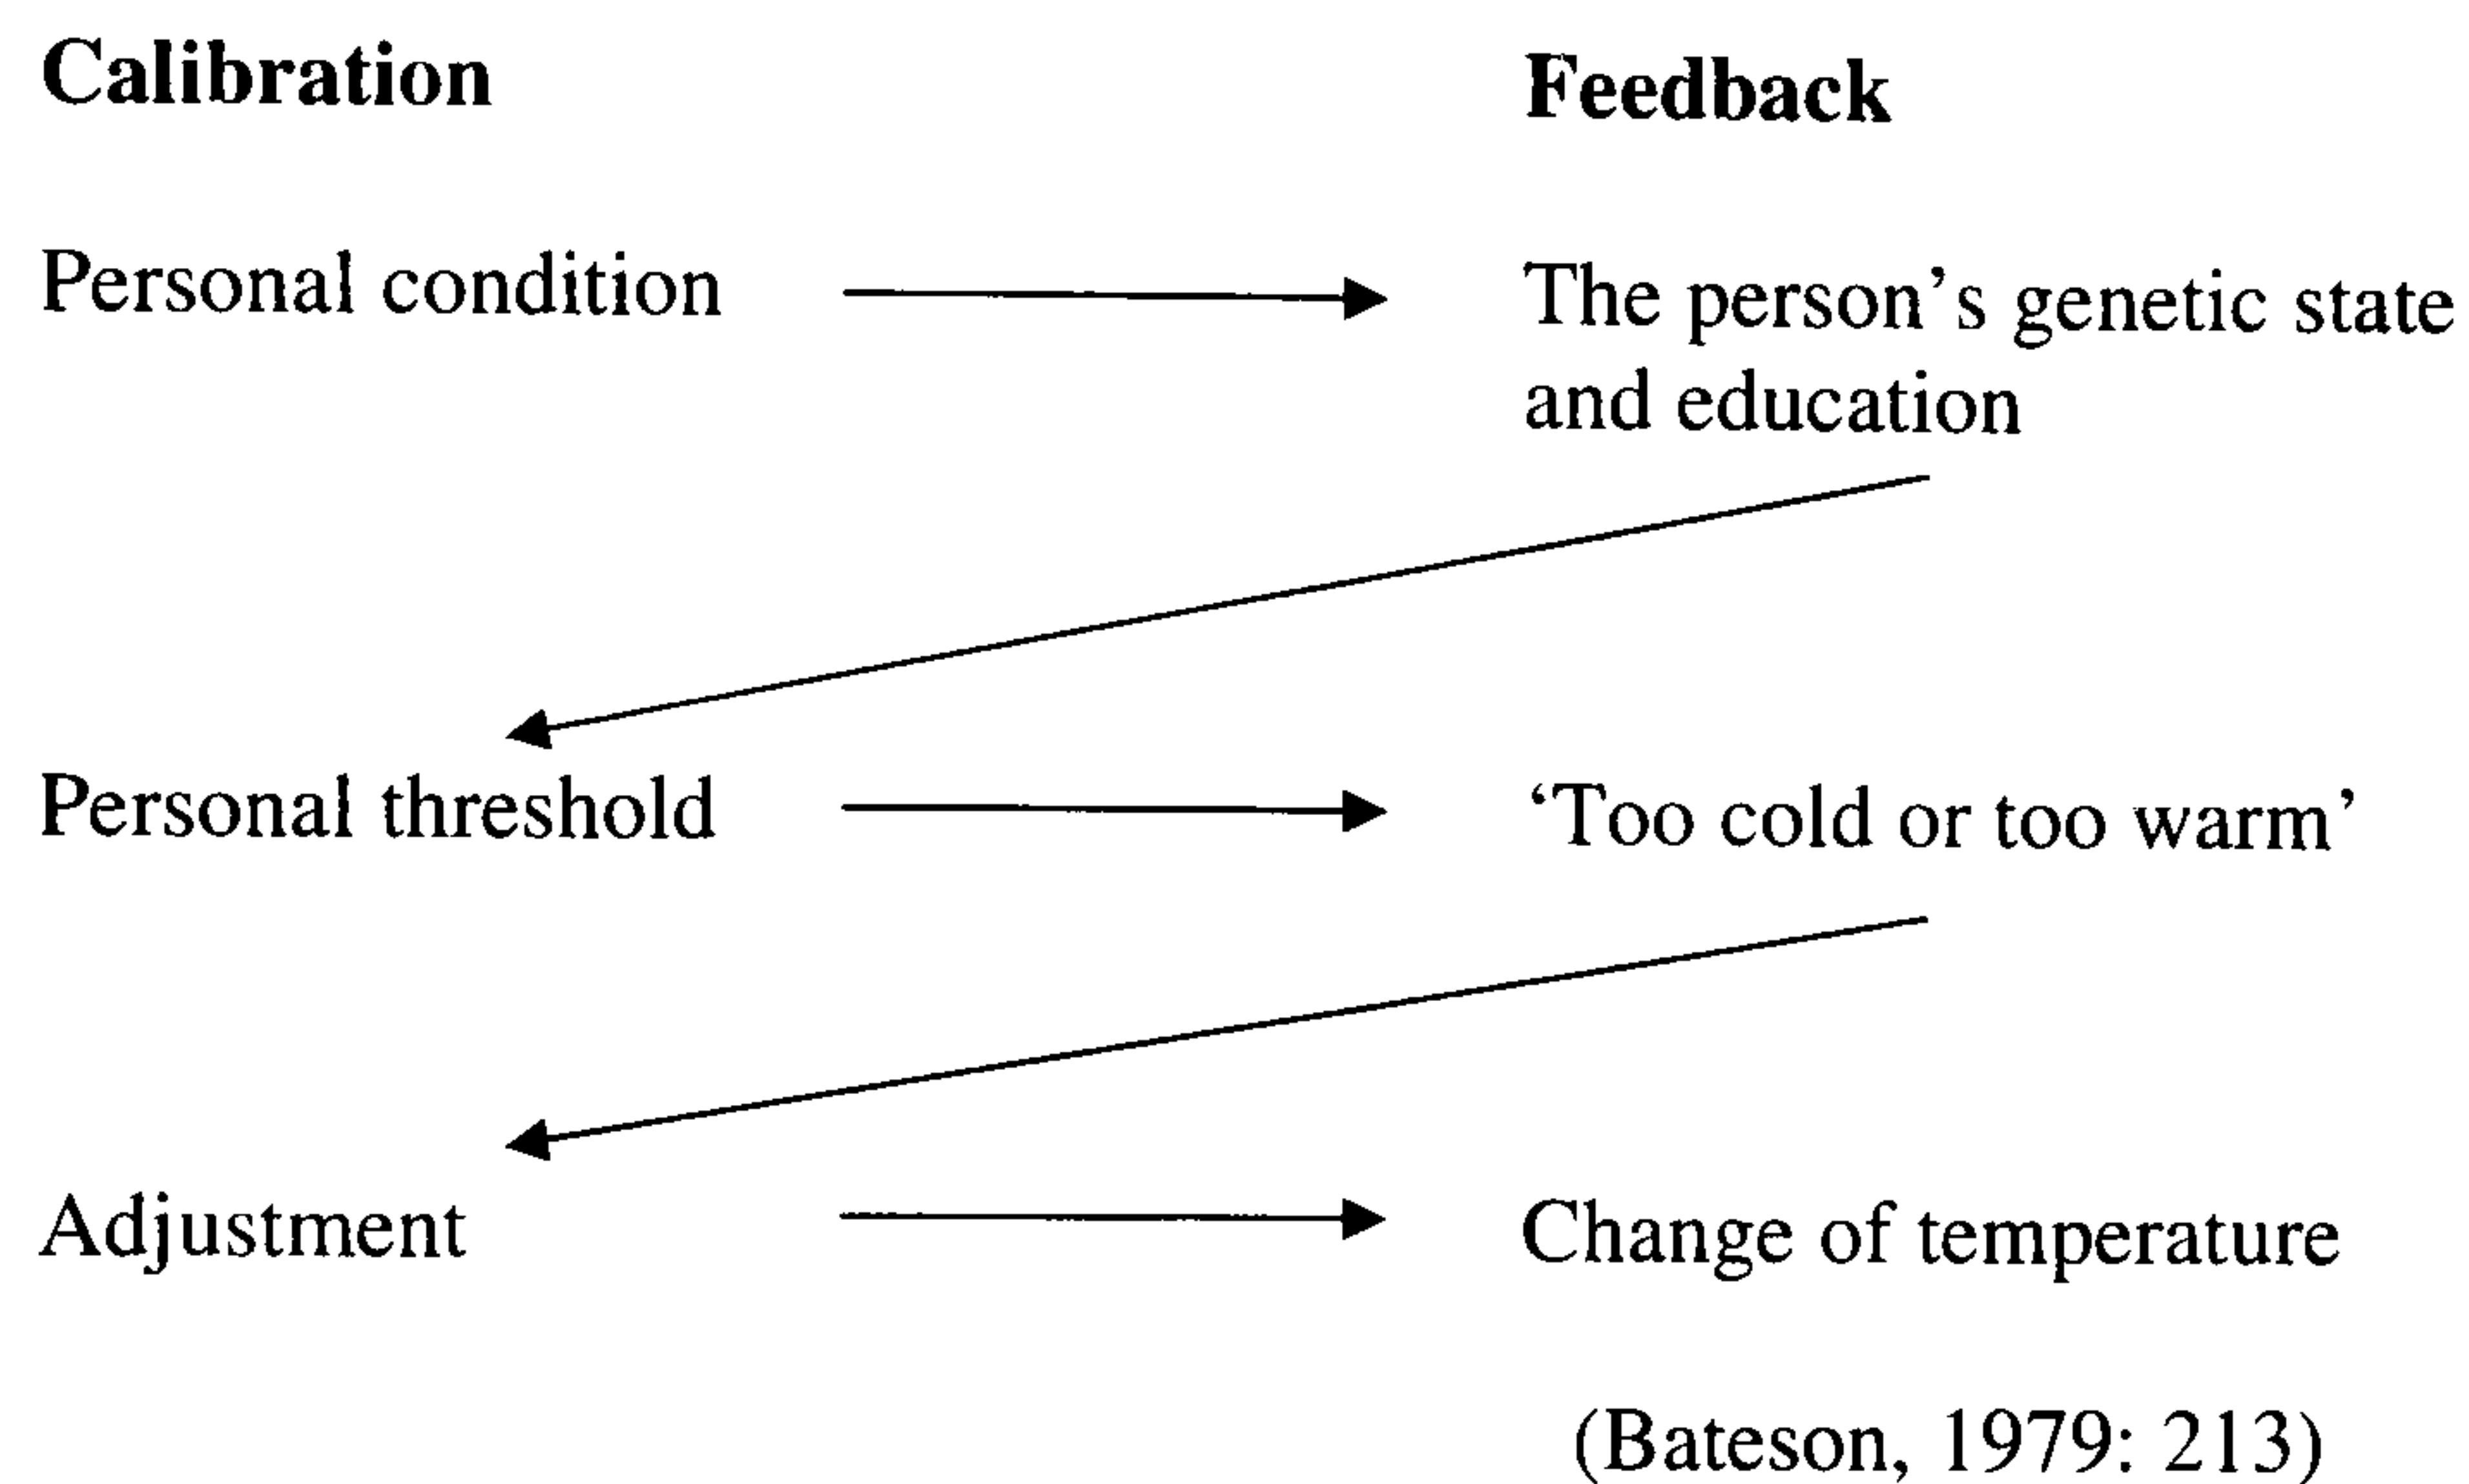 Calibration
Feedback
Personal condition
The person's genetic state
and education
Personal threshold
‘Too cold or too warm’
Adjustment
Change of temperature
(Bateson, 1979: 213)